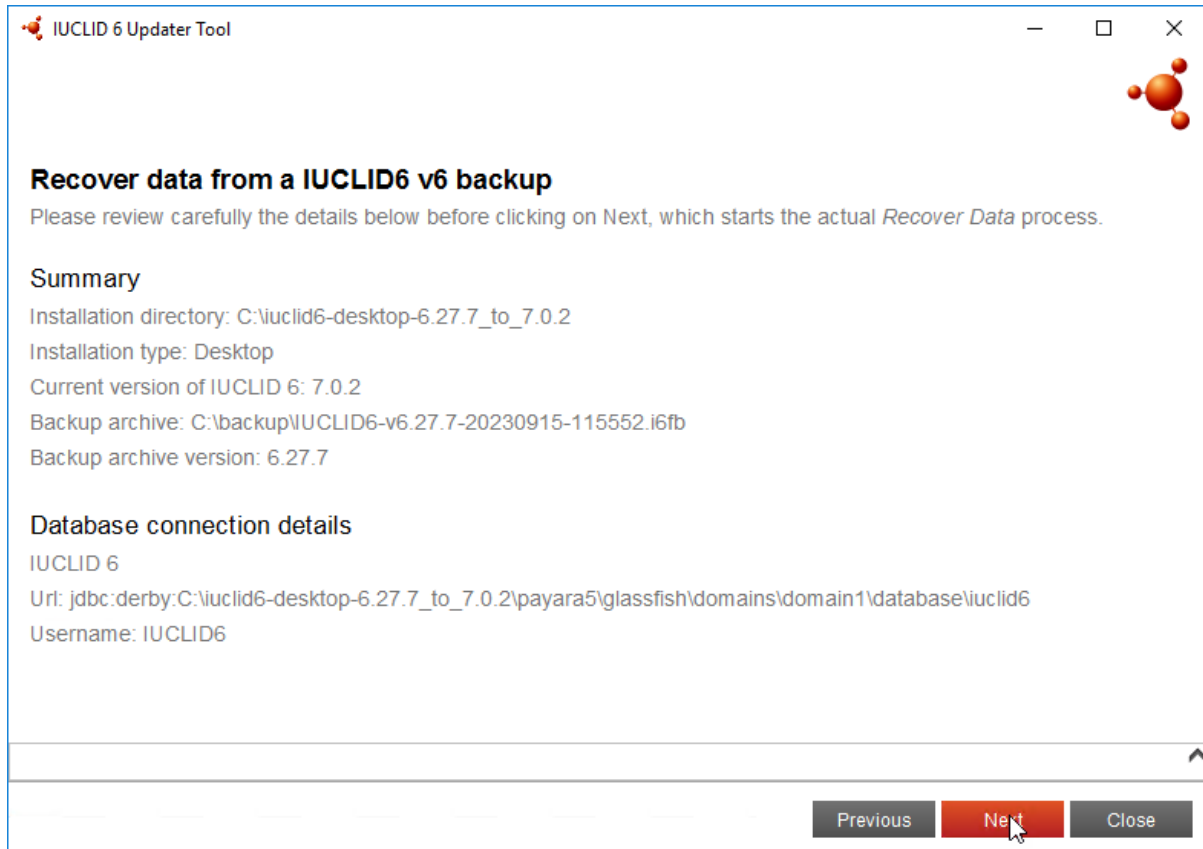 IUCLID 6 Updater Tool
Recover data from a IUCLID6 v6 backup
Please review carefully the details below before clicking on Next, which starts the actual Recover Data process.
Summary
Installation directory: C:\iuclid6-desktop-6.27.7_to_7.0.2
Installation type: Desktop
Current version of IUCLID 6: 7.0.2
Backup archive: C:\backup\IUCLID6-v6.27.7-20230915-115552.i6fb
Backup archive version: 6.27.7
Database connection details
IUCLID 6
Url: jdbc:derby:C:\iuclid6-desktop-6.27.7_to_7.0.2\payara5\glassfish\domains\domain1\database\iuclid6
Username: IUCLID6
Previous Next Close